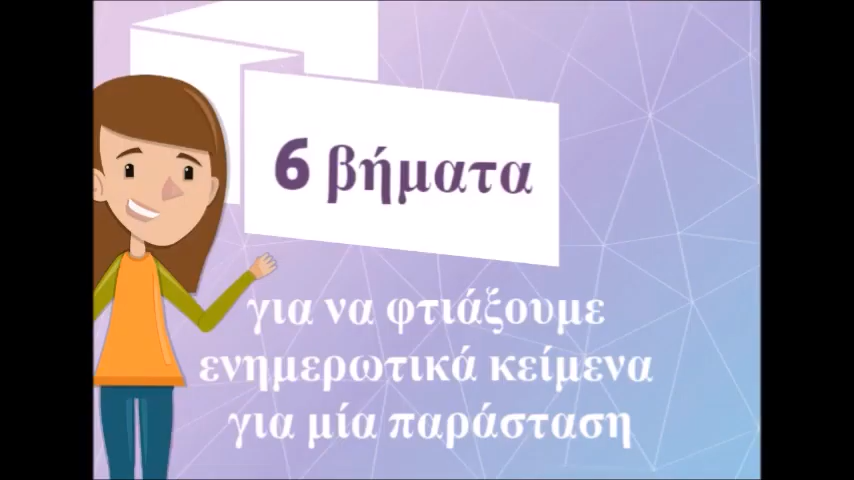 6 βήματα
για να φτιάξουμε
ενημερωτικά κείμενα
για μία παράσταση